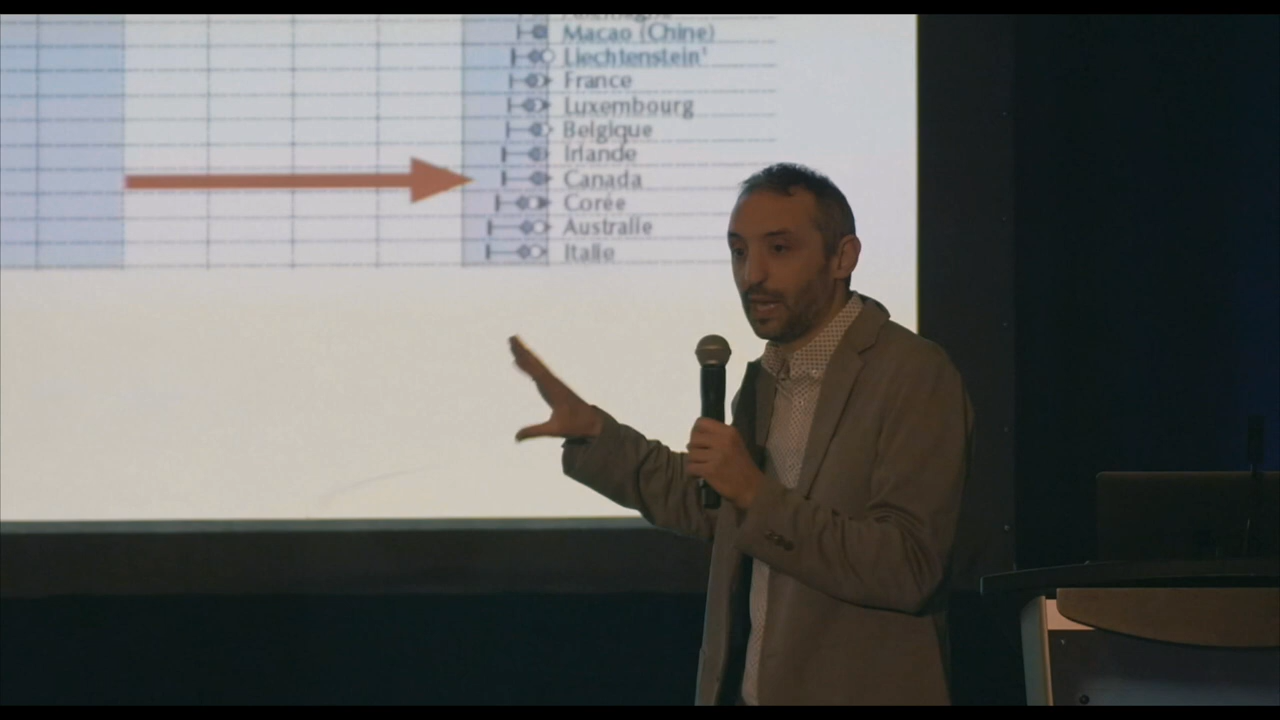 Macao (Chine)
Liechtenstein¹
France
Luxembourg
Belgique
Irlande
Canada
Corée
Australie
Italie